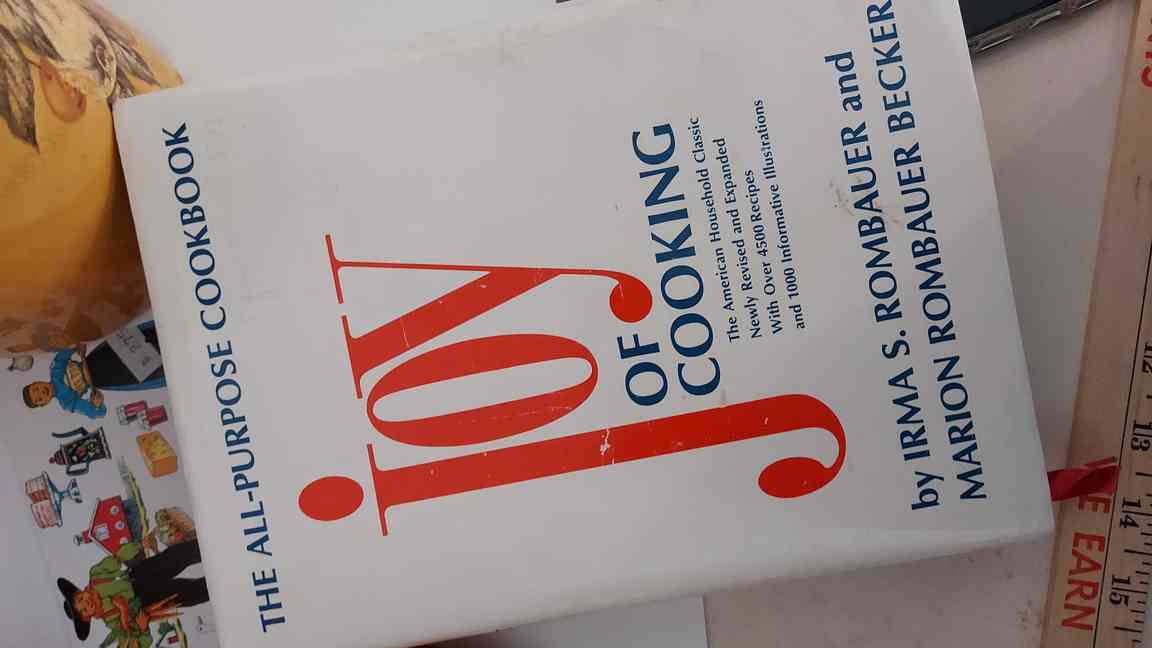 THE ALL-PURPOSE COOKBOOK
joy
OF
COOKING
The American Household Classic
Newly Revised and Expanded
With Over 4500 Recipes
and 1000 Informative Illustrations
by IRMA S. ROMBAUER and
MARION ROMBAUER BECKER
12 13 14 15
EARN